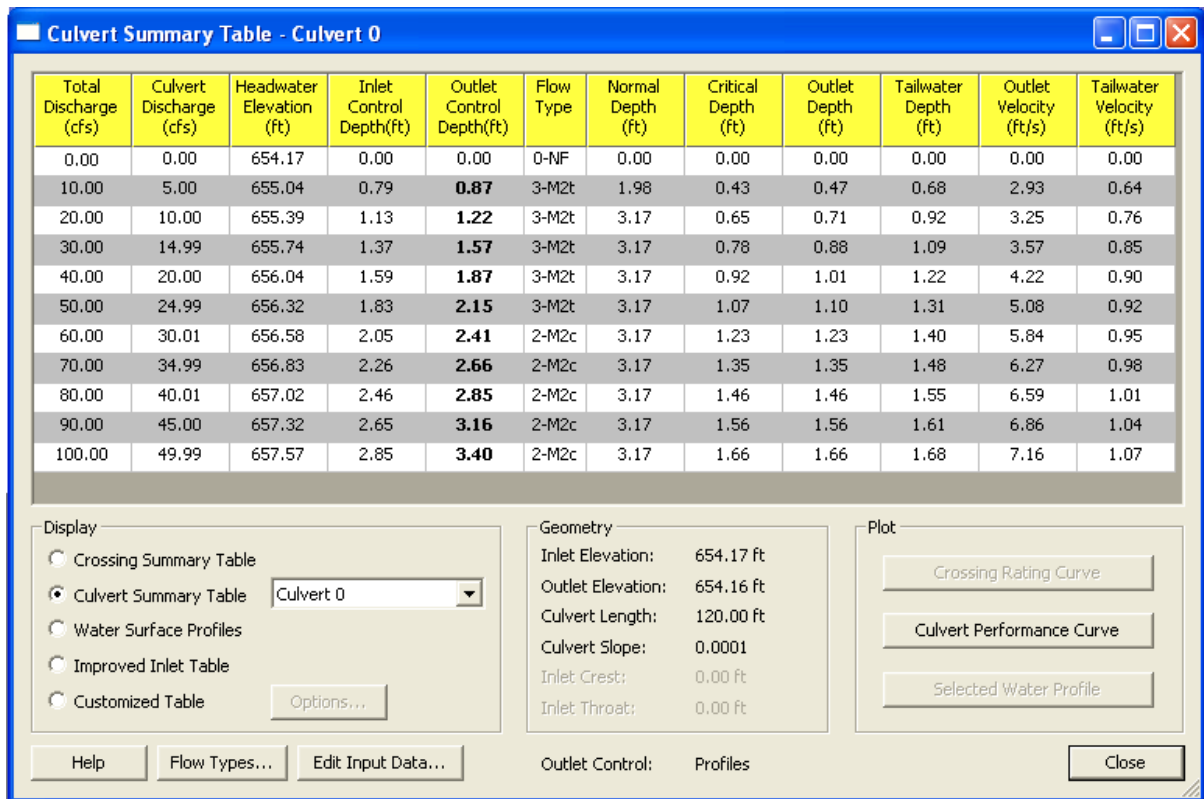 Culvert Summary Table - Culvert 0
Total Discharge (cfs) Culvert Discharge (cfs) Headwater Elevation (ft) Inlet Control Depth(ft) Outlet Control Depth(ft) Flow Type Normal Depth (ft) Critical Depth (ft) Outlet Depth (ft) Tailwater Depth (ft) Outlet Velocity (ft/s) Tailwater Velocity (ft/s)
0.00 0.00 654.17 0.00 0.00 0-NF 0.00 0.00 0.00 0.00 0.00 0.00
10.00 5.00 655.04 0.79 0.87 3-M2t 1.98 0.43 0.47 0.68 2.93 0.64
20.00 10.00 655.39 1.13 1.22 3-M2t 3.17 0.65 0.71 0.92 3.25 0.76
30.00 14.99 655.74 1.37 1.57 3-M2t 3.17 0.78 0.88 1.09 3.57 0.85
40.00 20.00 656.04 1.59 1.87 3-M2t 3.17 0.92 1.01 1.22 4.22 0.90
50.00 24.99 656.32 1.83 2.15 3-M2t 3.17 1.07 1.10 1.31 5.08 0.92
60.00 30.01 656.58 2.05 2.41 2-M2c 3.17 1.23 1.23 1.40 5.84 0.95
70.00 34.99 656.83 2.26 2.66 2-M2c 3.17 1.35 1.35 1.48 6.27 0.98
80.00 40.01 657.02 2.46 2.85 2-M2c 3.17 1.46 1.46 1.55 6.59 1.01
90.00 45.00 657.32 2.65 3.16 2-M2c 3.17 1.56 1.56 1.61 6.86 1.04
100.00 49.99 657.57 2.85 3.40 2-M2c 3.17 1.66 1.66 1.68 7.16 1.07
Display
Crossing Summary Table
Culvert Summary Table Culvert 0
Water Surface Profiles
Improved Inlet Table
Customized Table Options...
Geometry
Inlet Elevation: 654.17 ft
Outlet Elevation: 654.16 ft
Culvert Length: 120.00 ft
Culvert Slope: 0.0001
Inlet Crest: 0.00 ft
Inlet Throat: 0.00 ft
Plot
Crossing Rating Curve
Culvert Performance Curve
Selected Water Profile
Help Flow Types... Edit Input Data... Outlet Control: Profiles Close